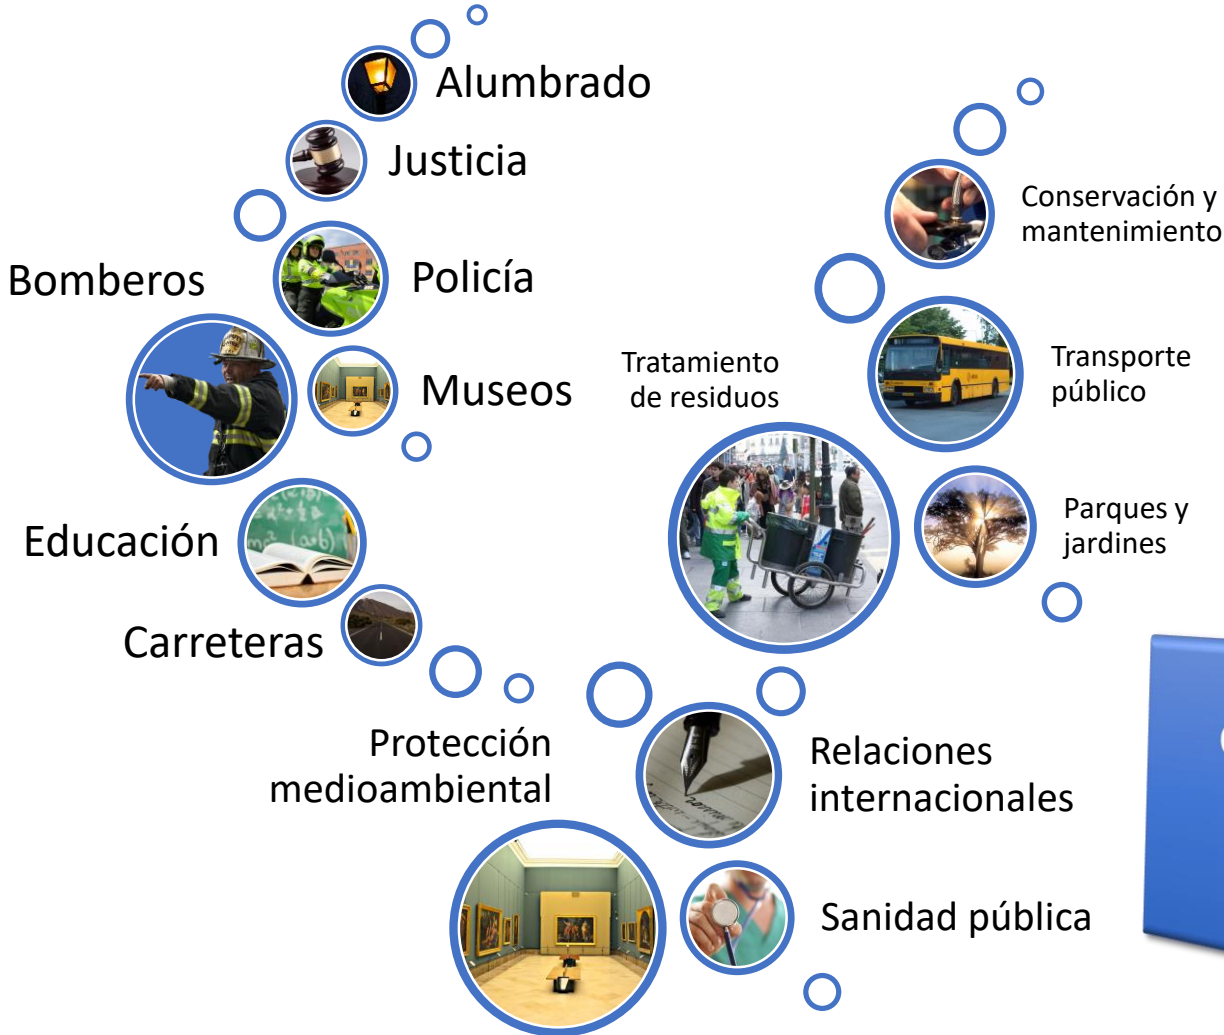 Alumbrado
Justicia
Policía
Bomberos
Museos
Educación
Carreteras
Conservación y
mantenimiento
Transporte
público
Tratamiento
de residuos
Parques y
jardines
Protección
medioambiental
Relaciones
internacionales
Sanidad pública